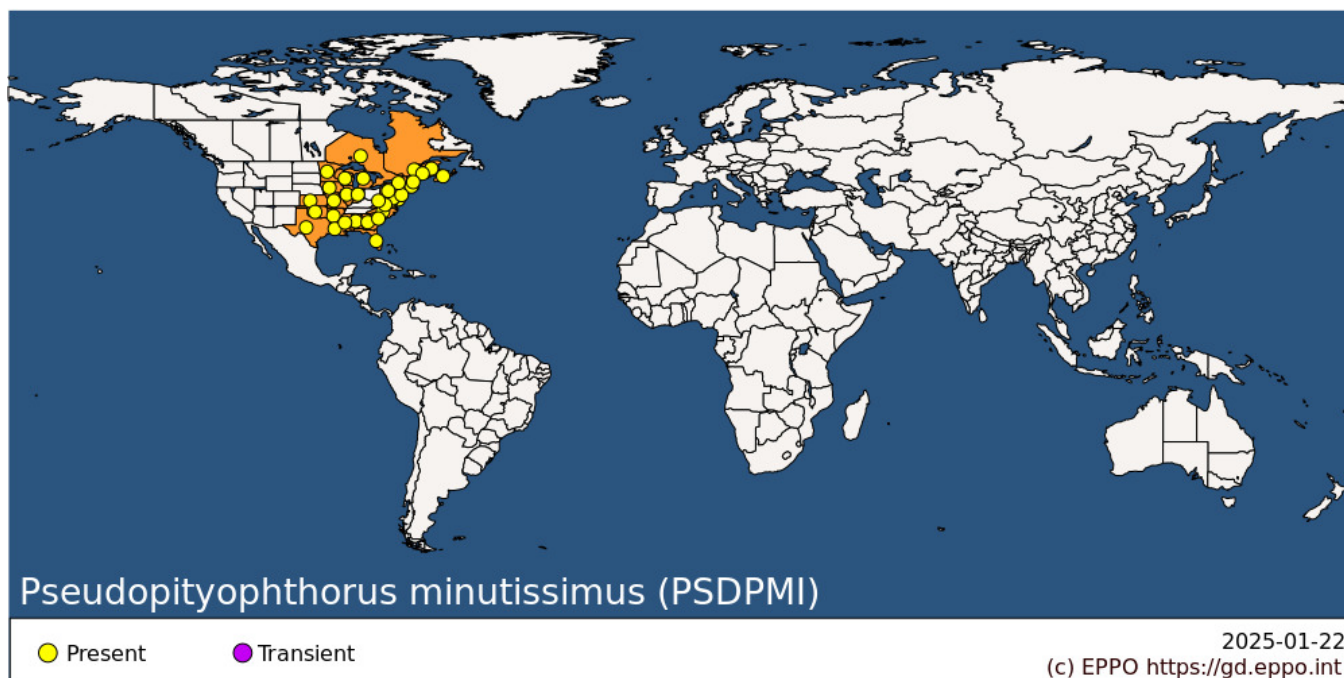 Pseudopityophthorus minutissimus (PSDPMI)
Present
Transient
2025-01-22
(c) EPPO https://gd.eppo.int